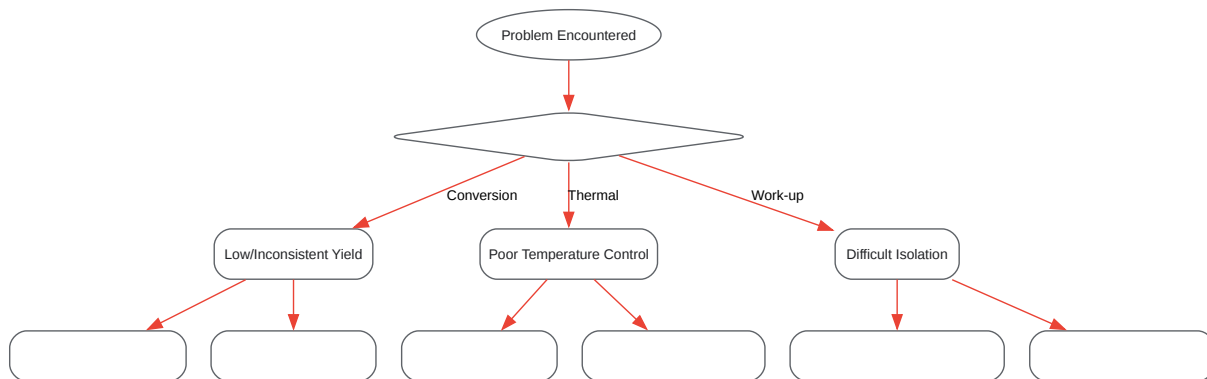 Problem Encountered
Conversion
Thermal
Work-up
Low/Inconsistent Yield
Poor Temperature Control
Difficult Isolation